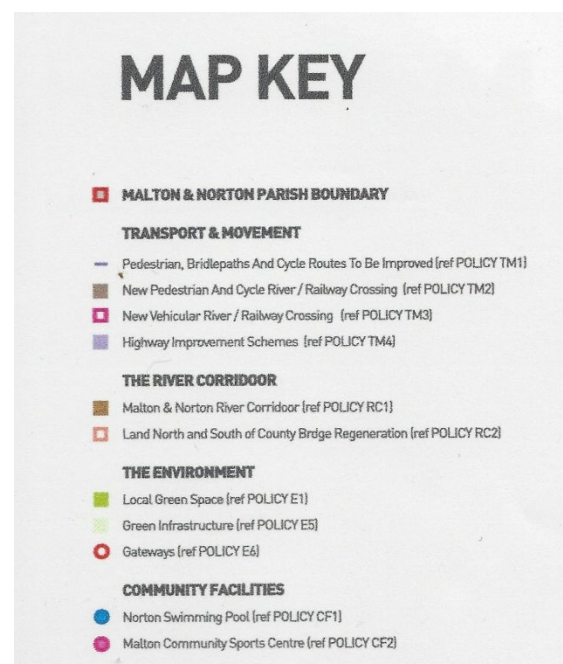 MAP KEY
MALTON & NORTON PARISH BOUNDARY
TRANSPORT & MOVEMENT
Pedestrian, Bridlepaths And Cycle Routes To Be Improved (ref POLICY TM1)
New Pedestrian And Cycle River / Railway Crossing (ref POLICY TM2)
New Vehicular River / Railway Crossing (ref POLICY TM3)
Highway Improvement Schemes (ref POLICY TM4)
THE RIVER CORRIDOOR
Malton & Norton River Corridoor (ref POLICY RC1)
Land North and South of County Brdge Regeneration (ref POLICY RC2)
THE ENVIRONMENT
Local Green Space (ref POLICY E1)
Green Infrastructure (ref POLICY E5)
Gateways (ref POLICY E6)
COMMUNITY FACILITIES
Norton Swimming Pool (ref POLICY CF1)
Malton Community Sports Centre (ref POLICY CF2)